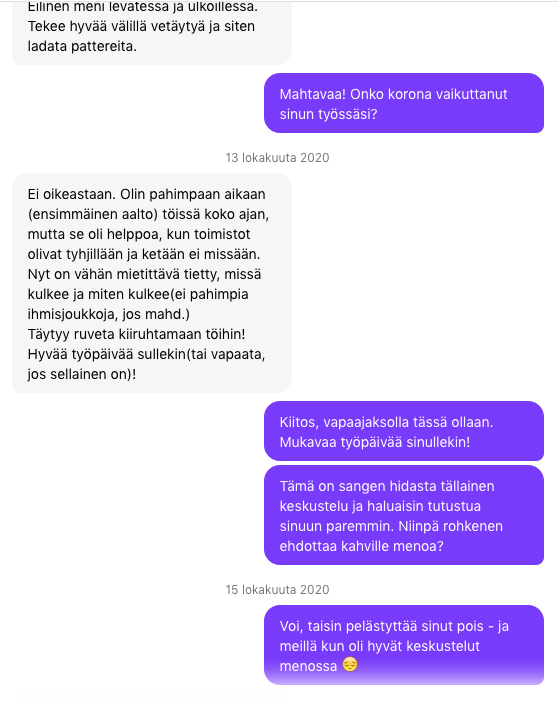 Eilinen meni levätessä ja ulkoillessa.
Tekee hyvää välillä vetäytyä ja siten
ladata pattereita.
Mahtavaa! Onko korona vaikuttanut
sinun työssäsi?
13 lokakuuta 2020
Ei oikeastaan. Olin pahimpaan aikaan
(ensimmäinen aalto) töissä koko ajan,
mutta se oli helppoa, kun toimistot
olivat tyhjillään ja ketään ei missään.
Nyt on vähän mietittävä tietty, missä
kulkee ja miten kulkee(ei pahimpia
ihmisjoukkoja, jos mahd.)
Täytyy ruveta kiiruhtamaan töihin!
Hyvää työpäivää sullekin(tai vapaata,
jos sellainen on)!
Kiitos, vapaajaksolla tässä ollaan.
Mukavaa työpäivää sinullekin!
Tämä on sangen hidasta tällainen
keskustelu ja haluaisin tutustua
sinuun paremmin. Niinpä rohkenen
ehdottaa kahville menoa?
15 lokakuuta 2020
Voi, taisin pelästyttää sinut pois - ja
meillä kun oli hyvät keskustelut
menossa 😔